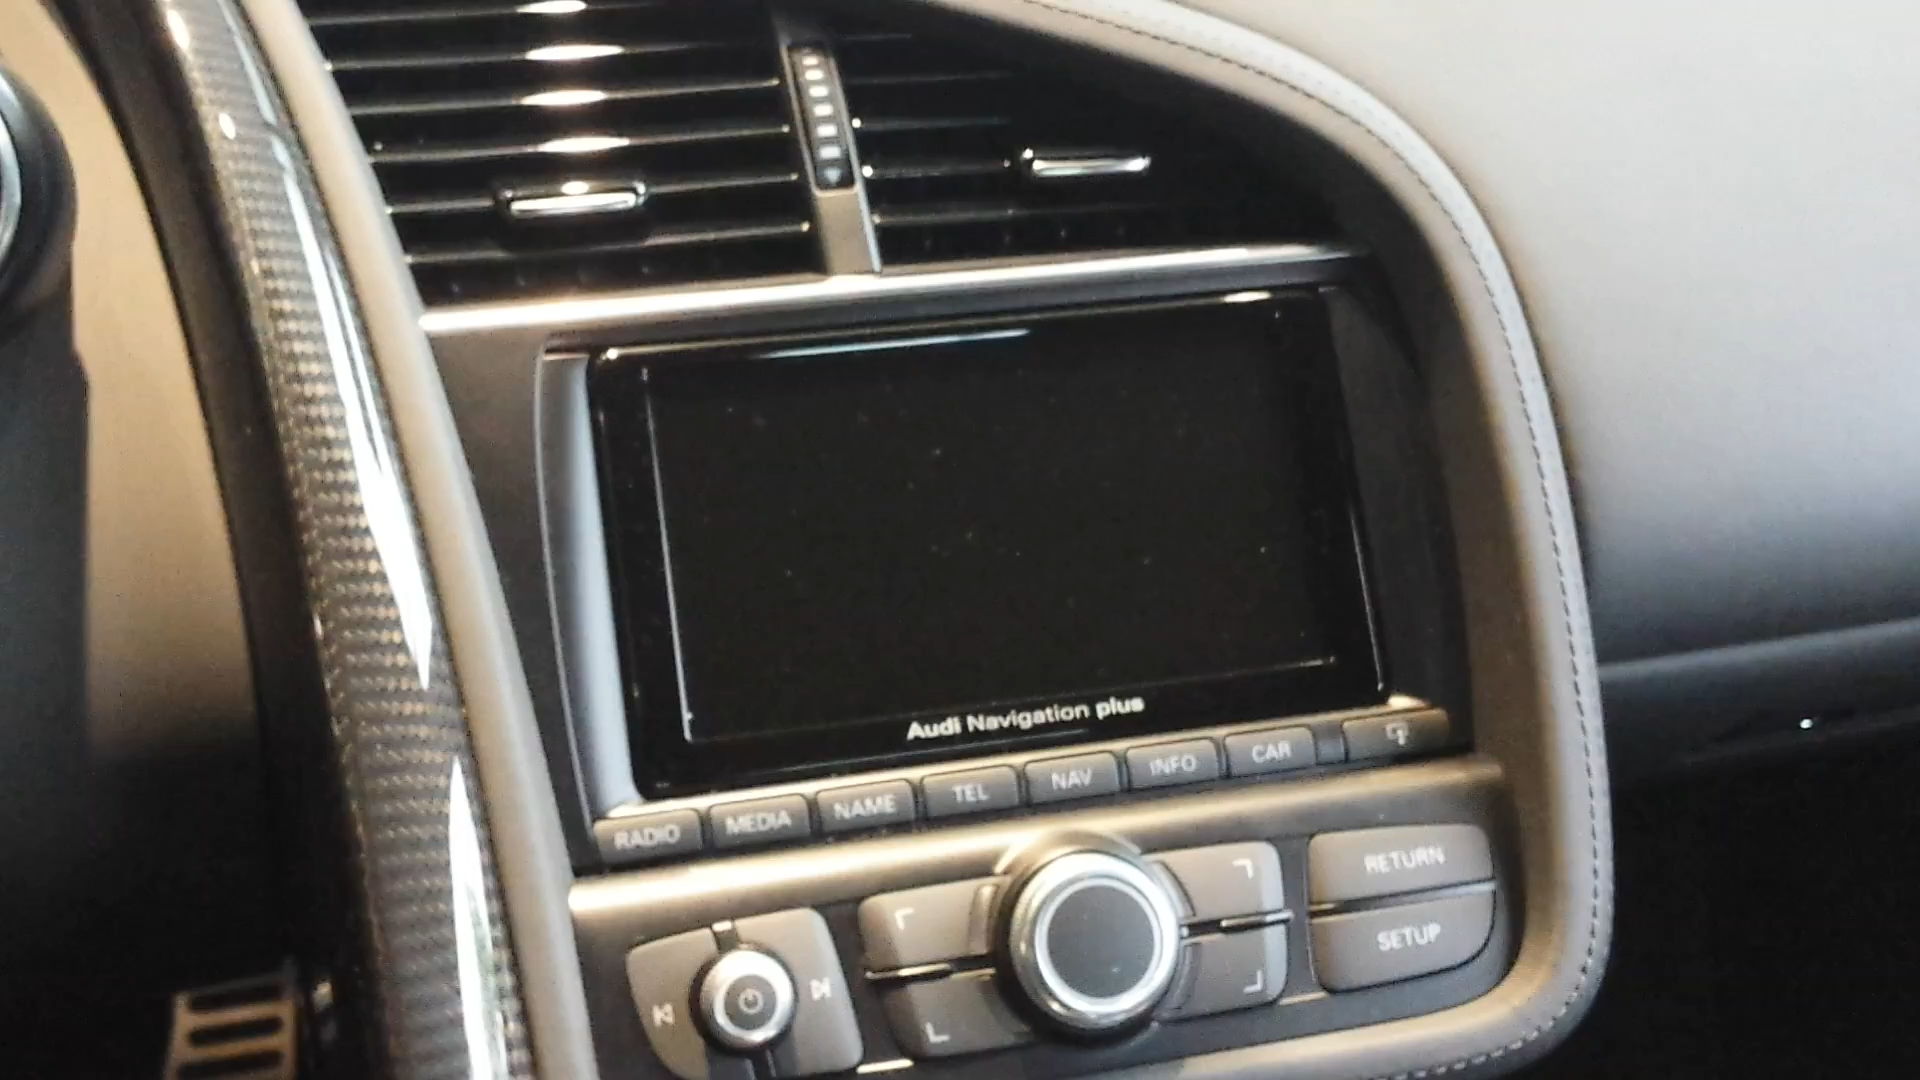 Audi Navigation plus
RADIO MEDIA NAME TEL NAV INFO CAR
RETURN
SETUP